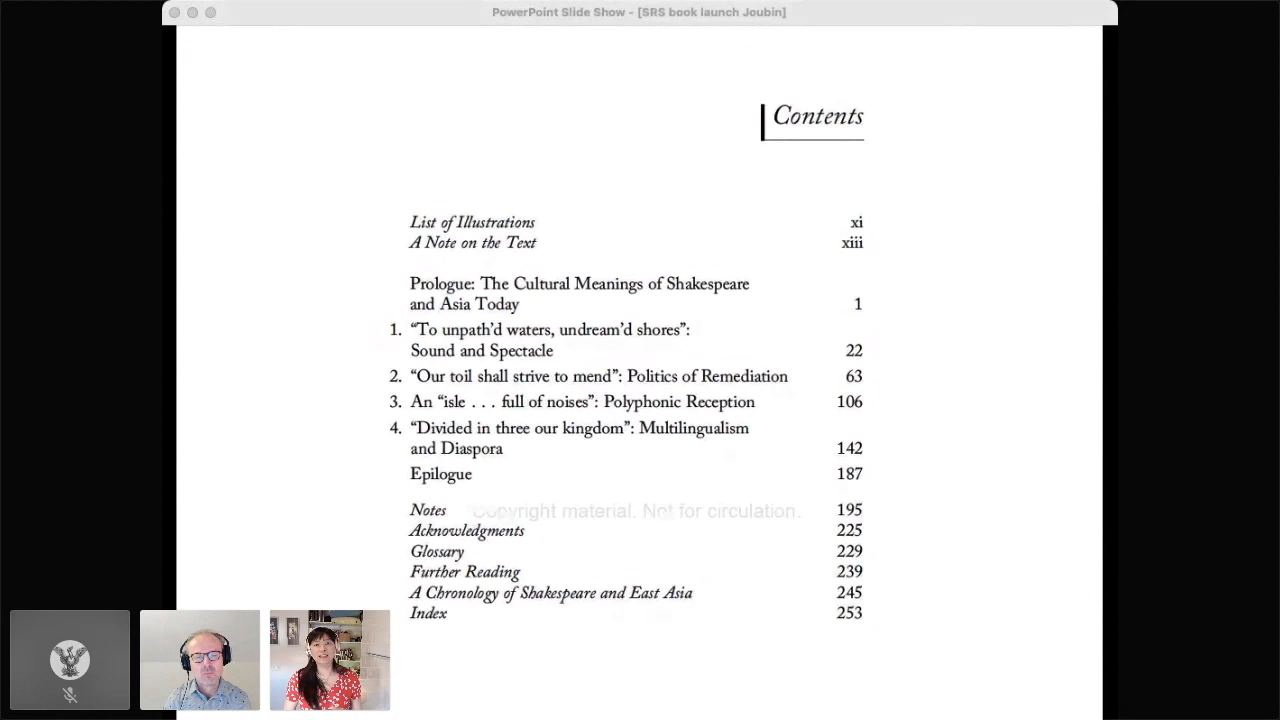 PowerPoint Slide Show - [SRS book launch Joubin]
Contents
List of Illustrations xi
A Note on the Text xiii
Prologue: The Cultural Meanings of Shakespeare
and Asia Today 1
1. “To unpath’d waters, undream’d shores”:
Sound and Spectacle 22
2. “Our toil shall strive to mend”: Politics of Remediation 63
3. An “isle . . . full of noises”: Polyphonic Reception 106
4. “Divided in three our kingdom”: Multilingualism
and Diaspora 142
Epilogue 187
Notes 195
Copyright material. Not for circulation.
Acknowledgments 225
Glossary 229
Further Reading 239
A Chronology of Shakespeare and East Asia 245
Index 253